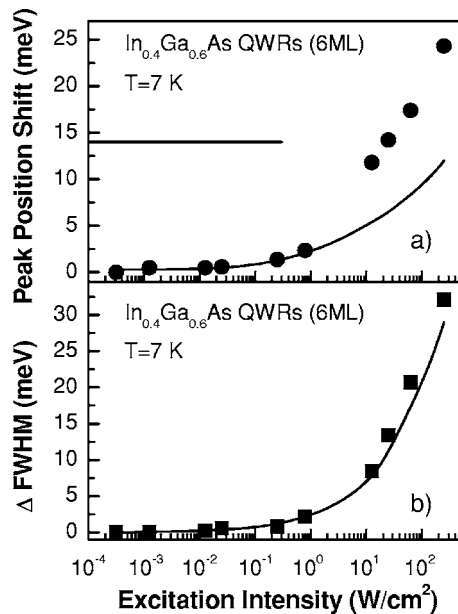 Peak Position Shift (meV)
25
20
15
10
5
0
In₀.₄Ga₀.₆As QWRs (6ML)
T=7 K
a)
Δ FWHM (meV)
30
25
20
15
10
5
0
In₀.₄Ga₀.₆As QWRs (6ML)
T=7 K
b)
10⁻⁴ 10⁻³ 10⁻² 10⁻¹ 10⁰ 10¹ 10²
Excitation Intensity (W/cm²)